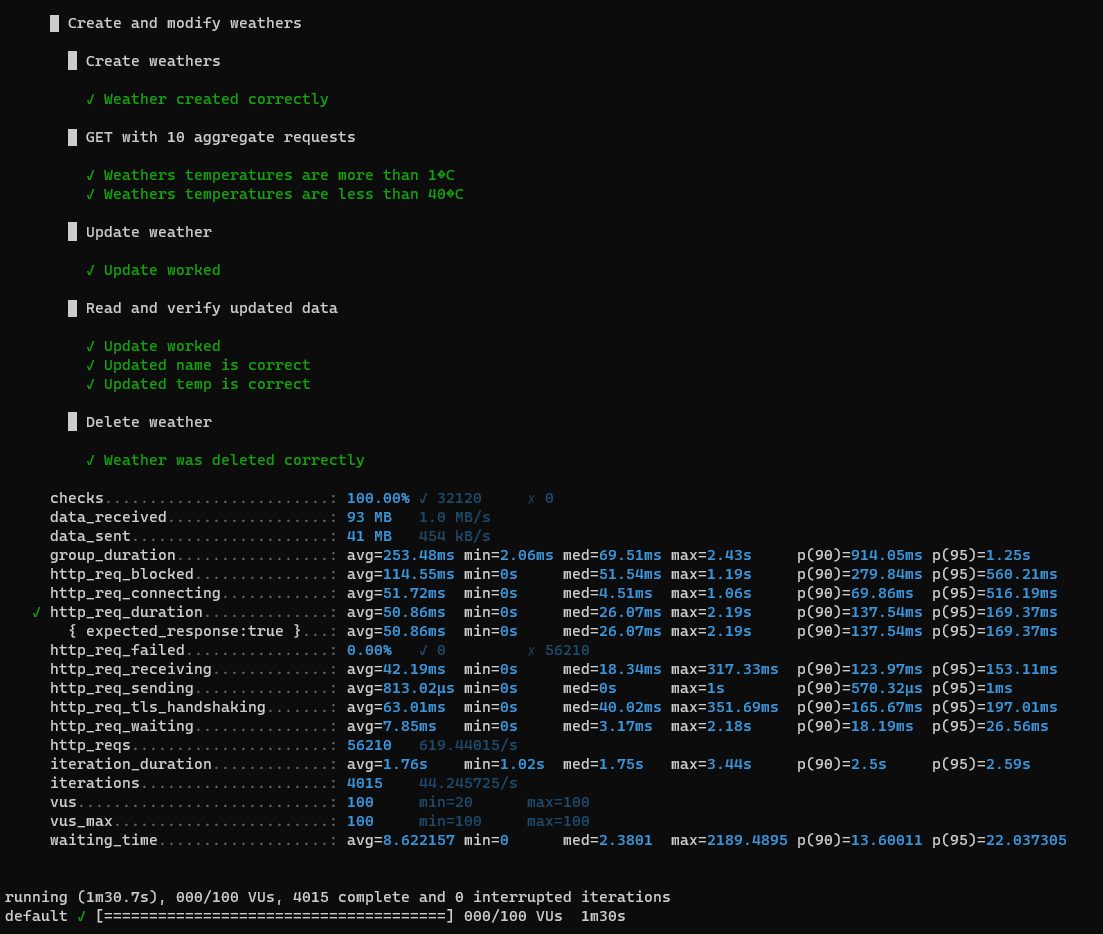 █ Create and modify weathers
█ Create weathers
✓ Weather created correctly
█ GET with 10 aggregate requests
✓ Weathers temperatures are more than 1�C
✓ Weathers temperatures are less than 40�C
█ Update weather
✓ Update worked
█ Read and verify updated data
✓ Update worked
✓ Updated name is correct
✓ Updated temp is correct
█ Delete weather
✓ Weather was deleted correctly
checks.........................: 100.00% ✓ 32120     ✗ 0
data_received..................: 93 MB   1.0 MB/s
data_sent......................: 41 MB   454 kB/s
group_duration.................: avg=253.48ms min=2.06ms med=69.51ms max=2.43s     p(90)=914.05ms p(95)=1.25s
http_req_blocked...............: avg=114.55ms min=0s     med=51.54ms max=1.19s     p(90)=279.84ms p(95)=560.21ms
http_req_connecting............: avg=51.72ms  min=0s     med=4.51ms  max=1.06s     p(90)=69.86ms  p(95)=516.19ms
✓ http_req_duration..............: avg=50.86ms  min=0s     med=26.07ms max=2.19s     p(90)=137.54ms p(95)=169.37ms
{ expected_response:true }...: avg=50.86ms  min=0s     med=26.07ms max=2.19s     p(90)=137.54ms p(95)=169.37ms
http_req_failed................: 0.00%   ✓ 0         ✗ 56210
http_req_receiving.............: avg=42.19ms  min=0s     med=18.34ms max=317.33ms  p(90)=123.97ms p(95)=153.11ms
http_req_sending...............: avg=813.02µs min=0s     med=0s      max=1s        p(90)=570.32µs p(95)=1ms
http_req_tls_handshaking.......: avg=63.01ms  min=0s     med=40.02ms max=351.69ms  p(90)=165.67ms p(95)=197.01ms
http_req_waiting...............: avg=7.85ms   min=0s     med=3.17ms  max=2.18s     p(90)=18.19ms  p(95)=26.56ms
http_reqs......................: 56210   619.44015/s
iteration_duration.............: avg=1.76s    min=1.02s  med=1.75s   max=3.44s     p(90)=2.5s     p(95)=2.59s
iterations.....................: 4015    44.245725/s
vus............................: 100     min=20      max=100
vus_max........................: 100     min=100     max=100
waiting_time...................: avg=8.622157 min=0      med=2.3801  max=2189.4895 p(90)=13.60011 p(95)=22.037305
running (1m30.7s), 000/100 VUs, 4015 complete and 0 interrupted iterations
default ✓ [======================================] 000/100 VUs  1m30s